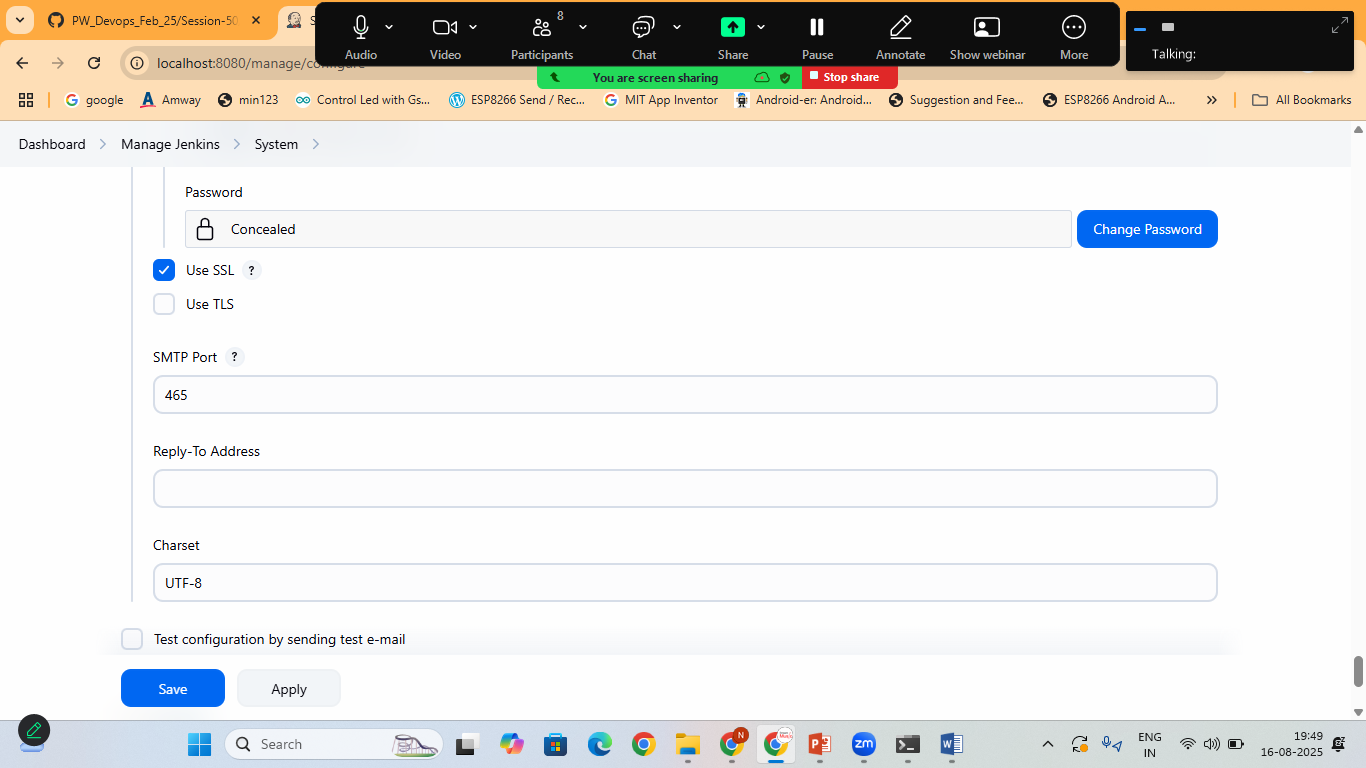 PW_Devops_Feb_25/Session-50
S
8
Audio
Video
Participants
Chat
Share
Pause
Annotate
Show webinar
More
Talking:
You are screen sharing
Stop share
localhost:8080/manage/configure
google
Amway
min123
Control Led with Gs...
ESP8266 Send / Rec...
MIT App Inventor
Android-er: Android...
Suggestion and Fee...
ESP8266 Android A...
»
All Bookmarks
Dashboard
Manage Jenkins
System
Password
Concealed
Change Password
Use SSL ?
Use TLS
SMTP Port ?
465
Reply-To Address
Charset
UTF-8
Test configuration by sending test e-mail
Save
Apply
Search
N
zm
ENG
IN
19:49
16-08-2025